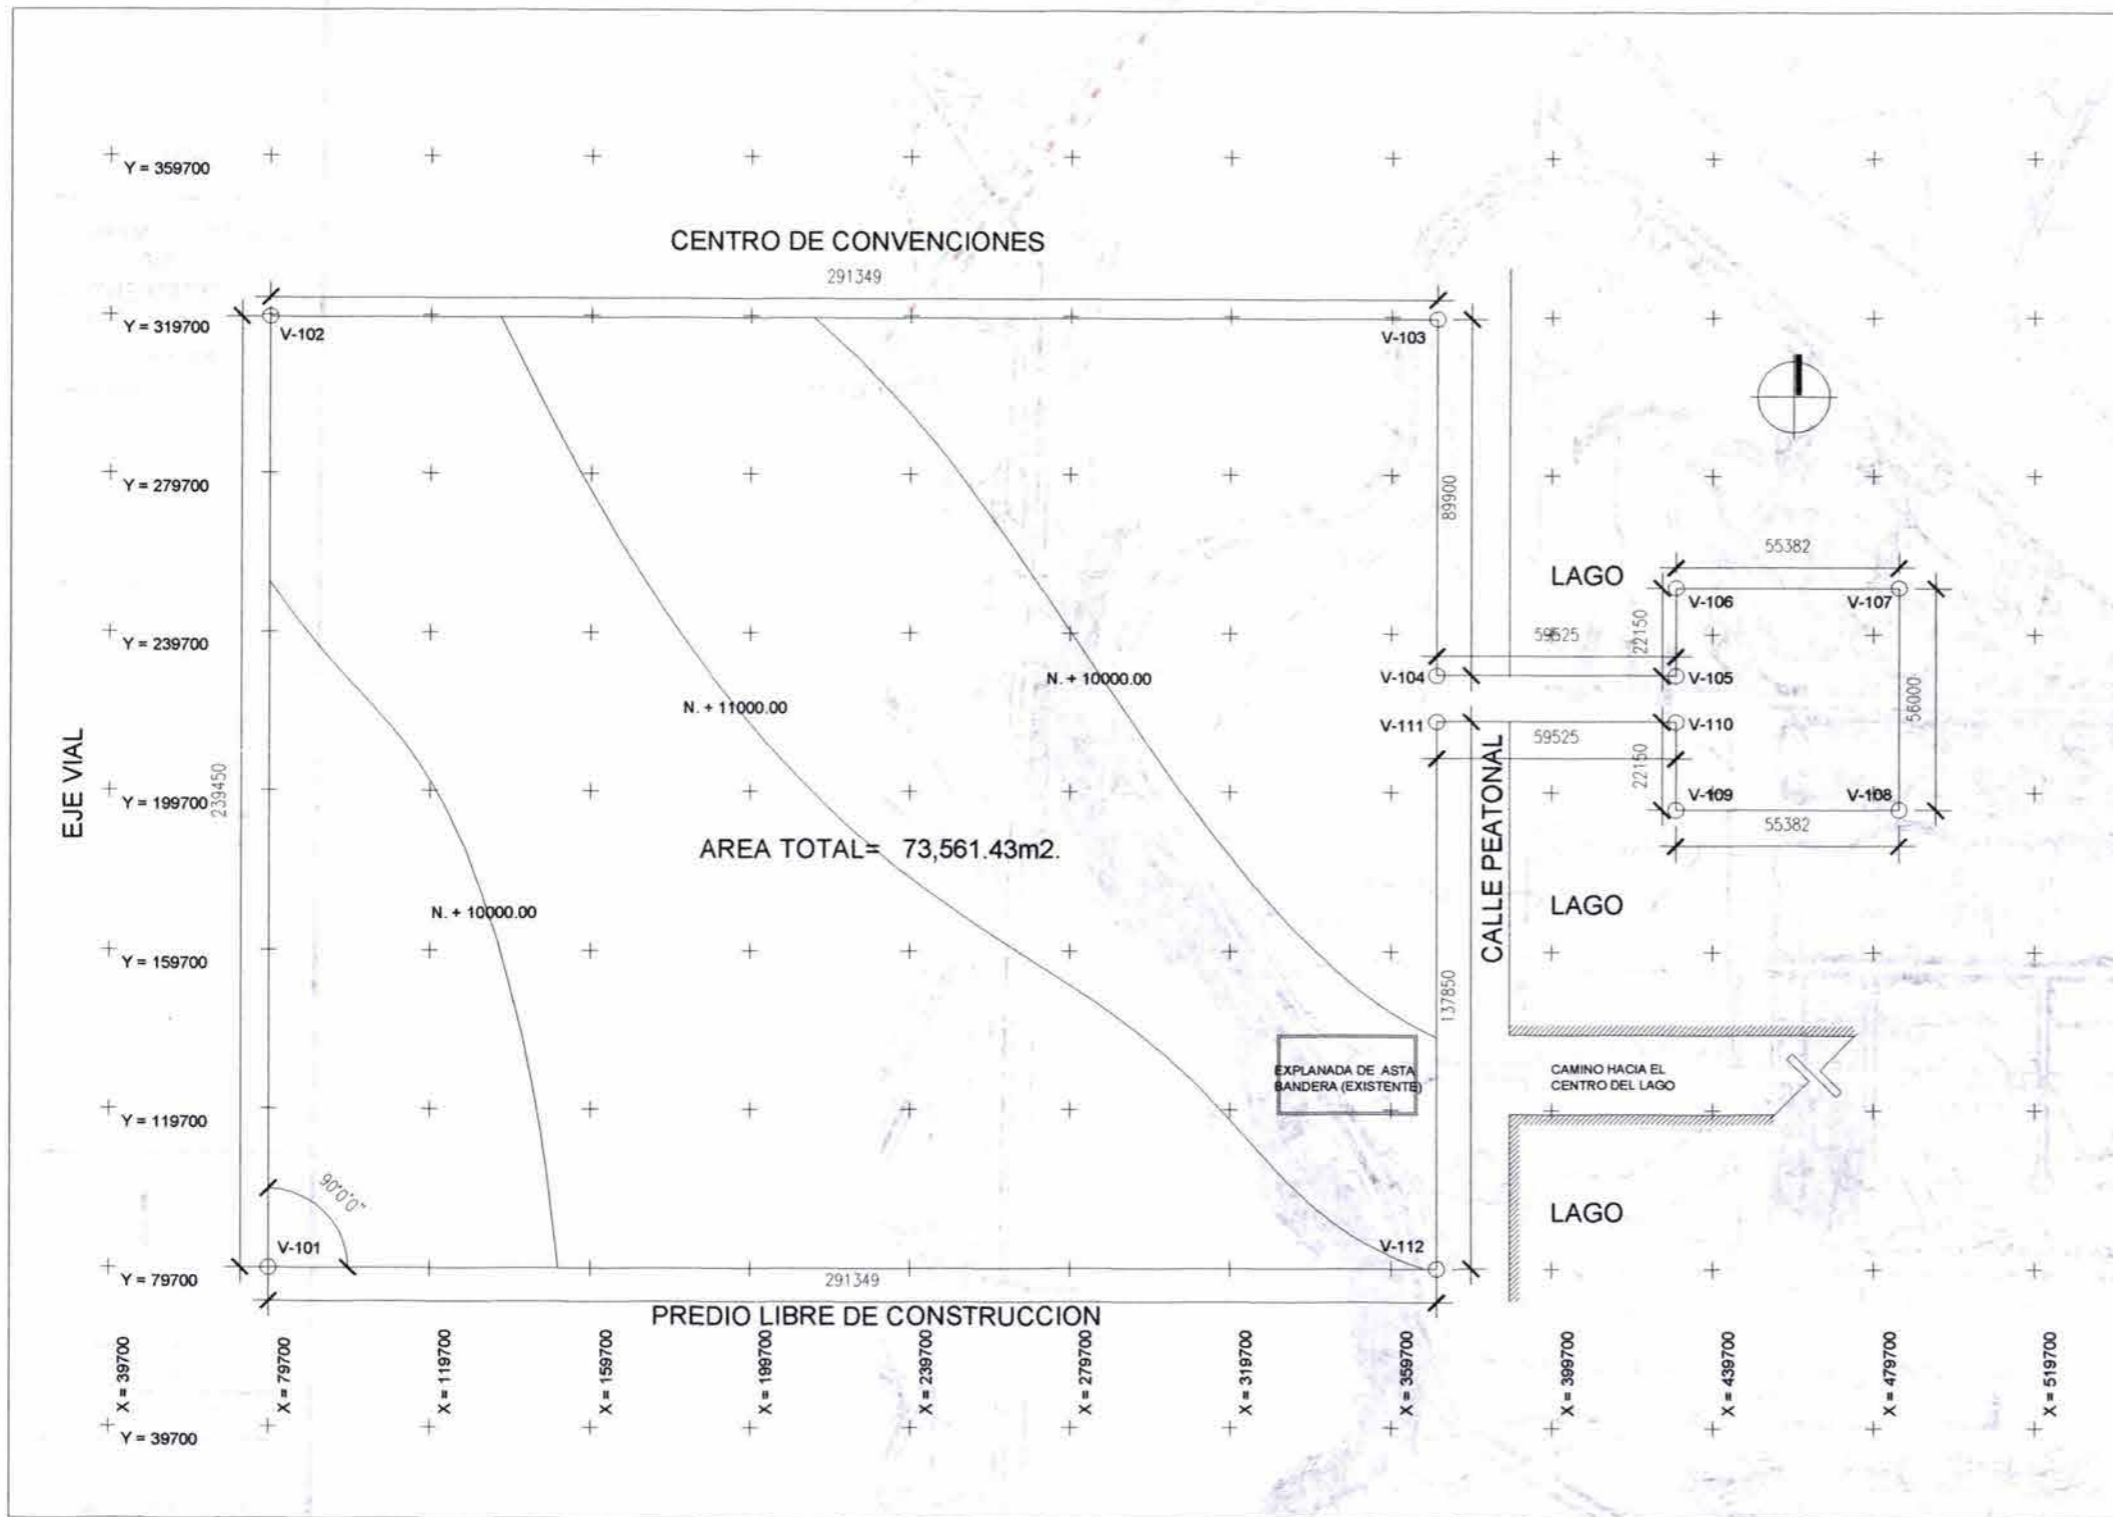 Y = 359700
CENTRO DE CONVENCIONES
291349
Y = 319700
V-102
V-103
Y = 279700
89900
LAGO
55382
V-106
V-107
Y = 239700
59525
22150
V-104
V-105
N. + 10000.00
N. + 11000.00
V-111
V-110
56000
EJE VIAL
239450
59525
22150
CALLE PEATONAL
Y = 199700
V-109
V-108
55382
AREA TOTAL= 73,561.43m2.
N. + 10000.00
LAGO
Y = 159700
137850
EXPLANADA DE ASTA
BANDERA (EXISTENTE)
CAMINO HACIA EL
CENTRO DEL LAGO
Y = 119700
90°0'0"
LAGO
V-101
V-112
Y = 79700
291349
PREDIO LIBRE DE CONSTRUCCION
X = 39700
X = 79700
X = 119700
X = 159700
X = 199700
X = 239700
X = 279700
X = 319700
X = 359700
X = 399700
X = 439700
X = 479700
X = 519700
Y = 39700